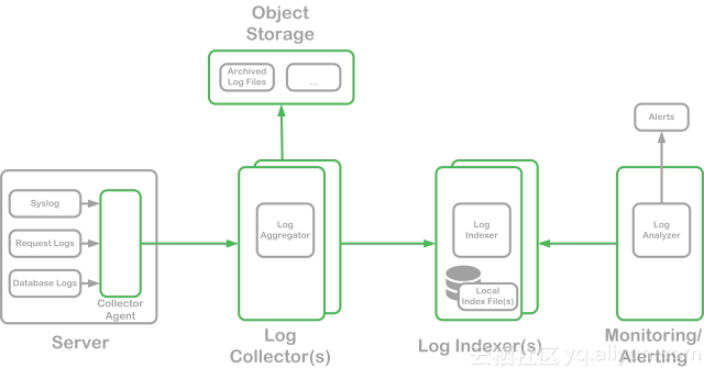 Object
Storage
Archived
Log Files
...
Alerts
Syslog
Request Logs
Database Logs
Collector
Agent
Server
Log
Aggregator
Log
Collector(s)
Log
Indexer
Local
Index File(s)
Log Indexer(s)
Log
Analyzer
Monitoring/
Alerting
云栖社区 yq.aliyun.com